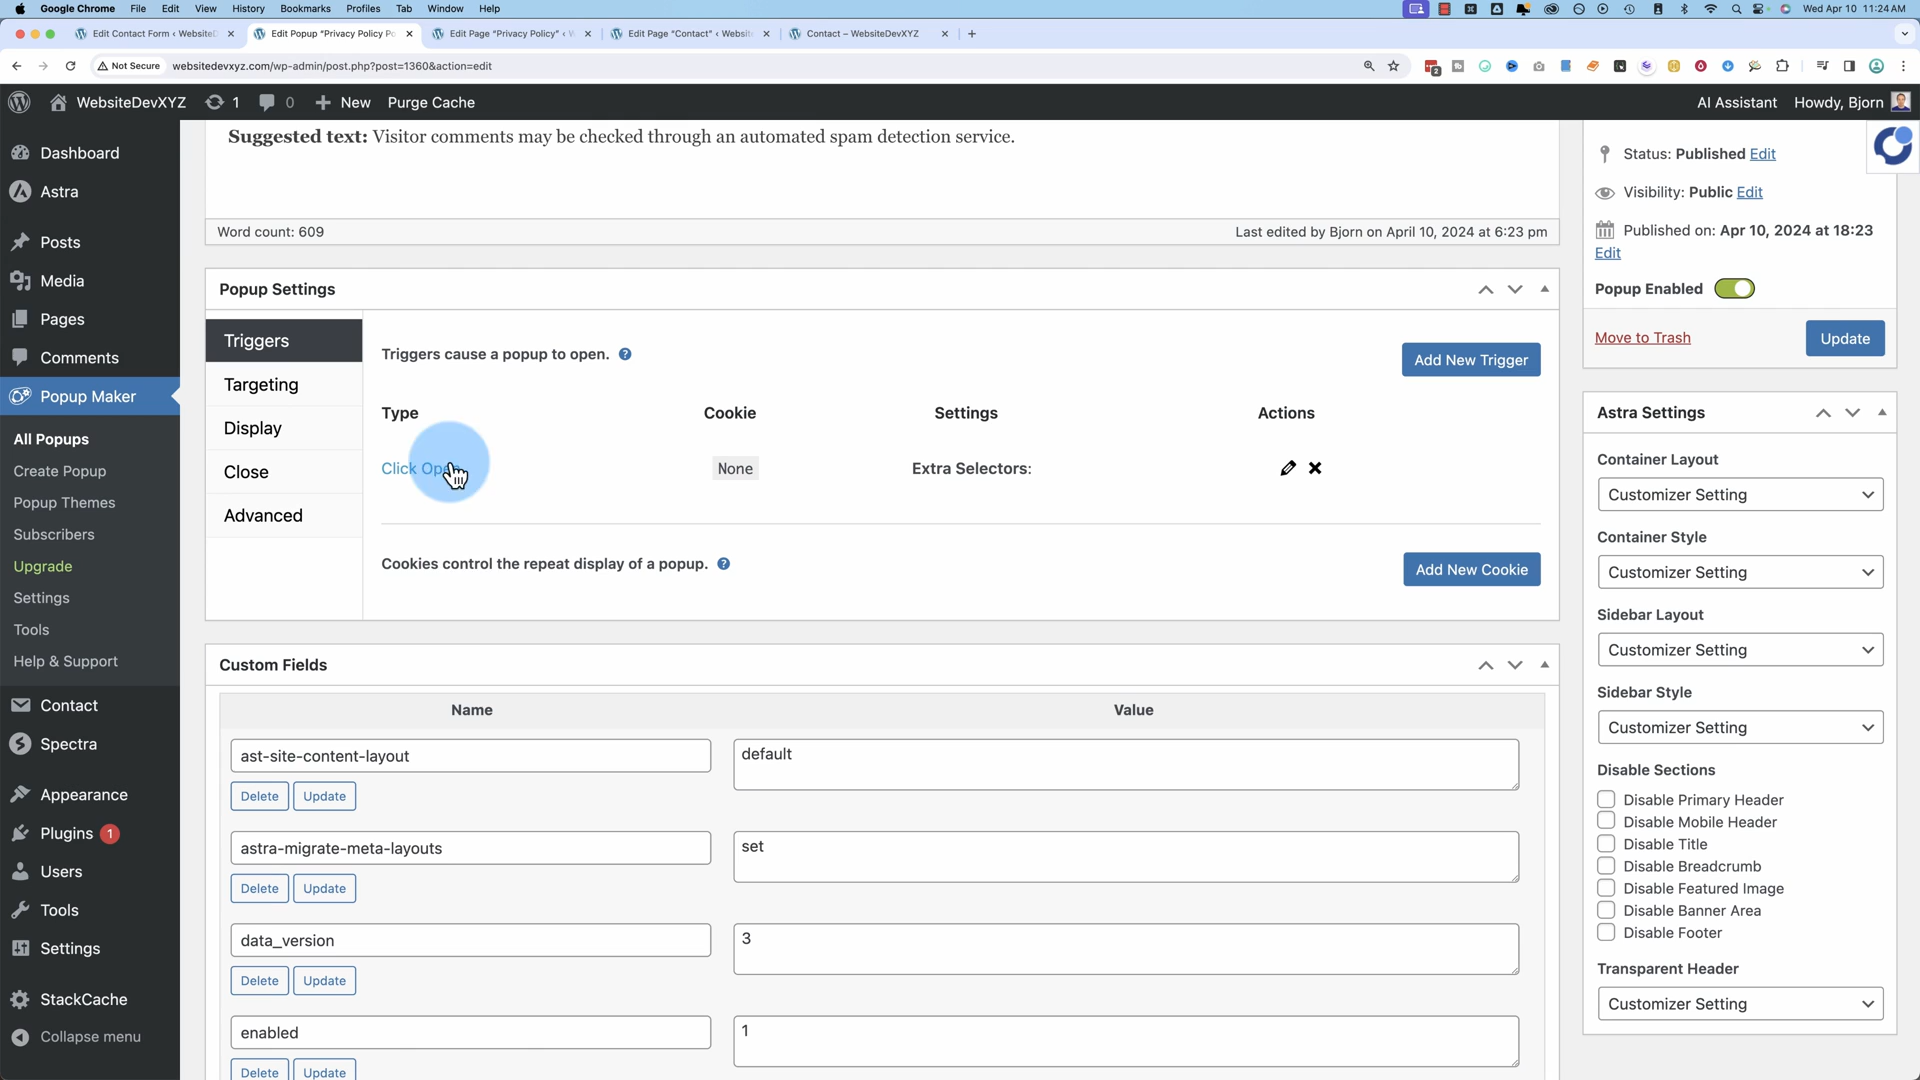 Google Chrome File Edit View History Bookmarks Profiles Tab Window Help Wed Apr 10 11:24 AM
Edit Contact Form ‹ Website Edit Popup “Privacy Policy Po Edit Page “Privacy Policy” ‹ Edit Page “Contact” ‹ Websit Contact – WebsiteDevXYZ
Not Secure websitedevxyz.com/wp-admin/post.php?post=1360&action=edit 2
WebsiteDevXYZ 1 0 New Purge Cache AI Assistant Howdy, Bjorn
Dashboard
Astra
Posts
Media
Pages
Comments
Popup Maker
All Popups
Create Popup
Popup Themes
Subscribers
Upgrade
Settings
Tools
Help & Support
Contact
Spectra
Appearance
Plugins 1
Users
Tools
Settings
StackCache
Collapse menu
Suggested text: Visitor comments may be checked through an automated spam detection service.
Word count: 609 Last edited by Bjorn on April 10, 2024 at 6:23 pm
Popup Settings
Triggers
Targeting
Display
Close
Advanced
Triggers cause a popup to open. ? Add New Trigger
Type Cookie Settings Actions
Click Open None Extra Selectors:
Cookies control the repeat display of a popup. ? Add New Cookie
Custom Fields
Name Value
ast-site-content-layout default
Delete Update
astra-migrate-meta-layouts set
Delete Update
data_version 3
Delete Update
enabled 1
Delete Update
Status: Published Edit
Visibility: Public Edit
Published on: Apr 10, 2024 at 18:23
Edit
Popup Enabled
Move to Trash Update
Astra Settings
Container Layout
Customizer Setting
Container Style
Customizer Setting
Sidebar Layout
Customizer Setting
Sidebar Style
Customizer Setting
Disable Sections
Disable Primary Header
Disable Mobile Header
Disable Title
Disable Breadcrumb
Disable Featured Image
Disable Banner Area
Disable Footer
Transparent Header
Customizer Setting